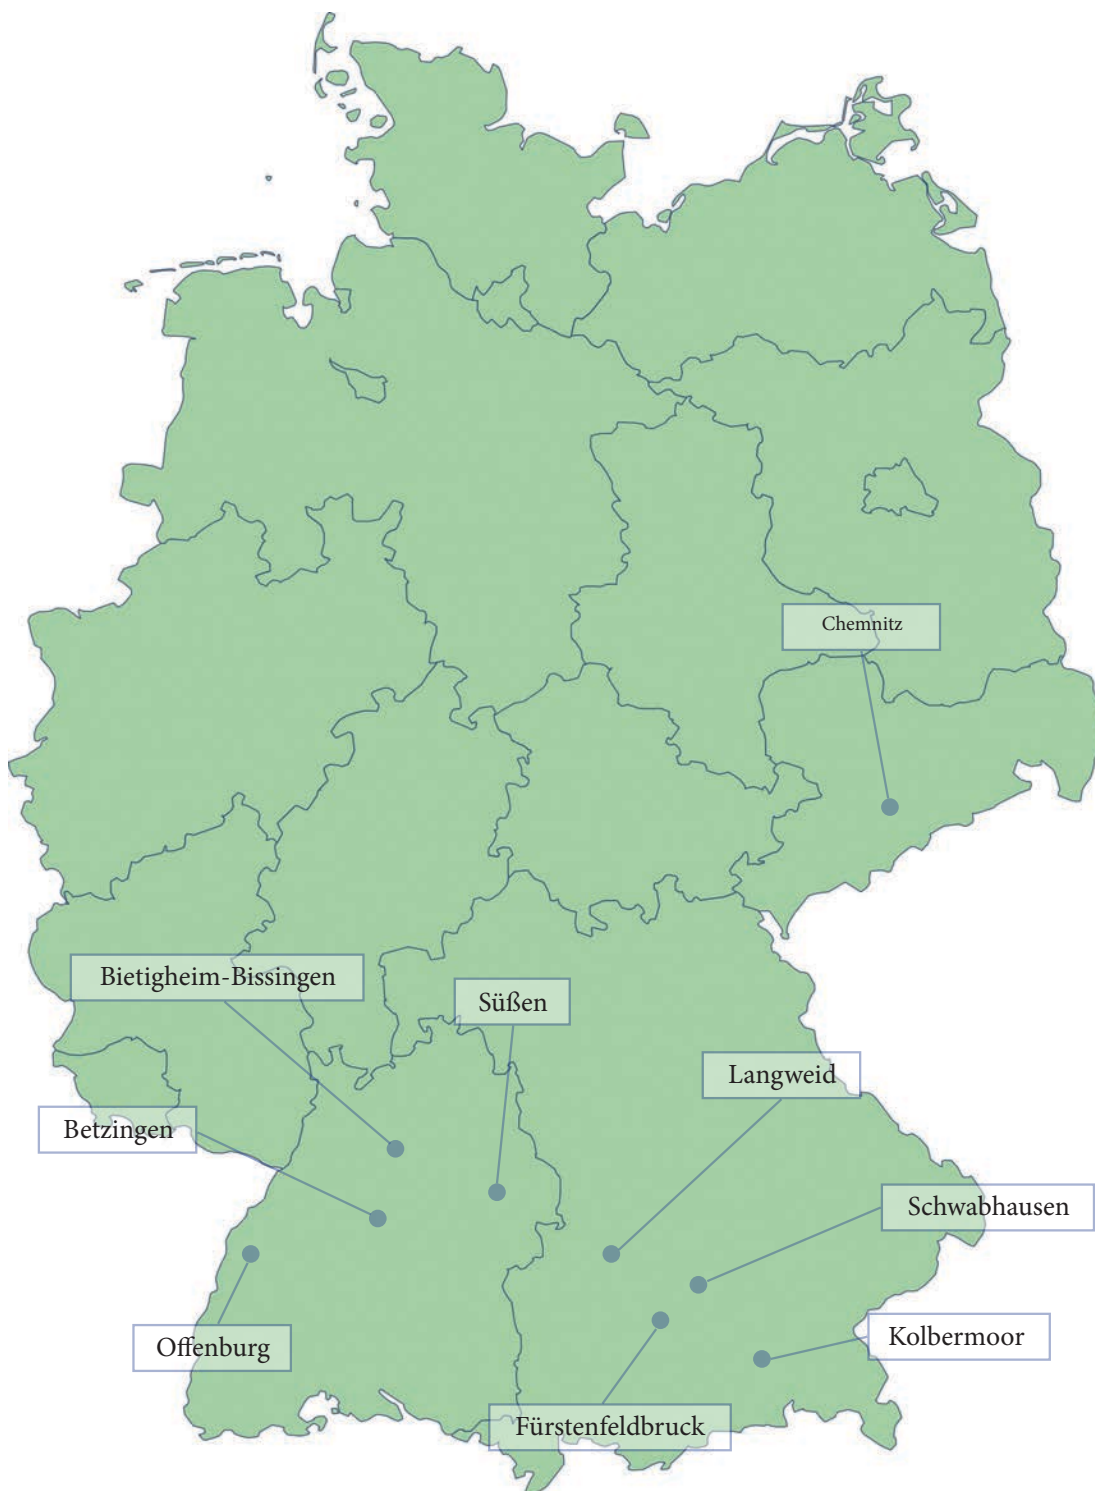 Chemnitz
Bietigheim-Bissingen
Süßen
Langweid
Betzingen
Schwabhausen
Offenburg
Kolbermoor
Fürstenfeldbruck